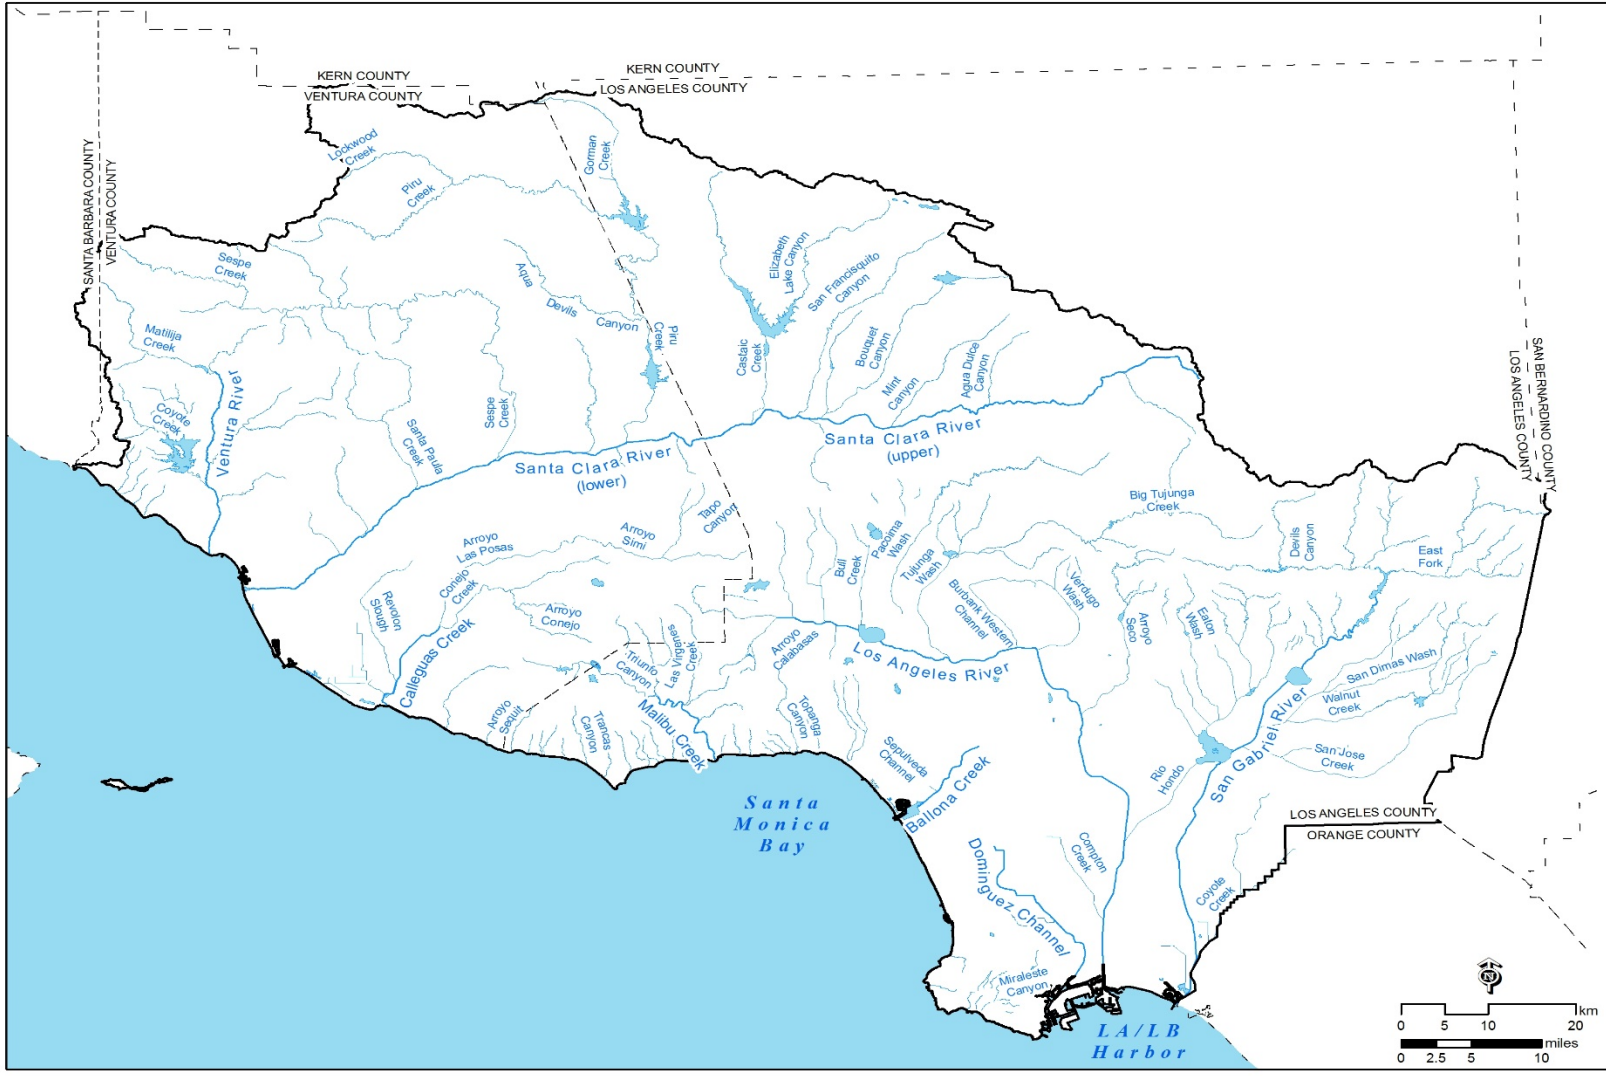 KERN COUNTY
VENTURA COUNTY
KERN COUNTY
LOS ANGELES COUNTY
SANTA BARBARA COUNTY
VENTURA COUNTY
SAN BERNARDINO COUNTY
LOS ANGELES COUNTY
Lockwood
Creek
Piru
Creek
Gorman
Creek
Sespe
Creek
Aqua
Devils
Canyon
Piru
Creek
Elizabeth
Lake Canyon
San Francisquito
Canyon
Castaic
Creek
Bouquet
Canyon
Mint
Canyon
Agua Dulce
Canyon
Matilija
Creek
Coyote
Creek
Ventura River
Santa Paula
Creek
Sespe
Creek
Santa Clara River
(lower)
Santa Clara River
(upper)
Tapo
Canyon
Arroyo
Simi
Arroyo
Las Posas
Conejo
Creek
Revolon
Slough
Calleguas Creek
Arroyo
Conejo
Bull
Creek
Pacoima
Wash
Tujunga
Wash
Burbank Western
Channel
Verdugo
Wash
Big Tujunga
Creek
Devils
Canyon
East
Fork
Arroyo
Seco
Eaton
Wash
Arroyo
Sequit
Trancas
Canyon
Triunfo
Canyon
Las Virgenes
Creek
Malibu Creek
Arroyo
Calabasas
Topanga
Canyon
Los Angeles River
San Dimas Wash
Walnut
Creek
San Jose
Creek
San Gabriel River
Rio
Hondo
Sepulveda
Channel
Ballona Creek
Santa
Monica
Bay
Dominguez Channel
Compton
Creek
Coyote
Creek
LOS ANGELES COUNTY
ORANGE COUNTY
Miraleste
Canyon
LA/LB
Harbor
N
km
0 5 10 20
miles
0 2.5 5 10